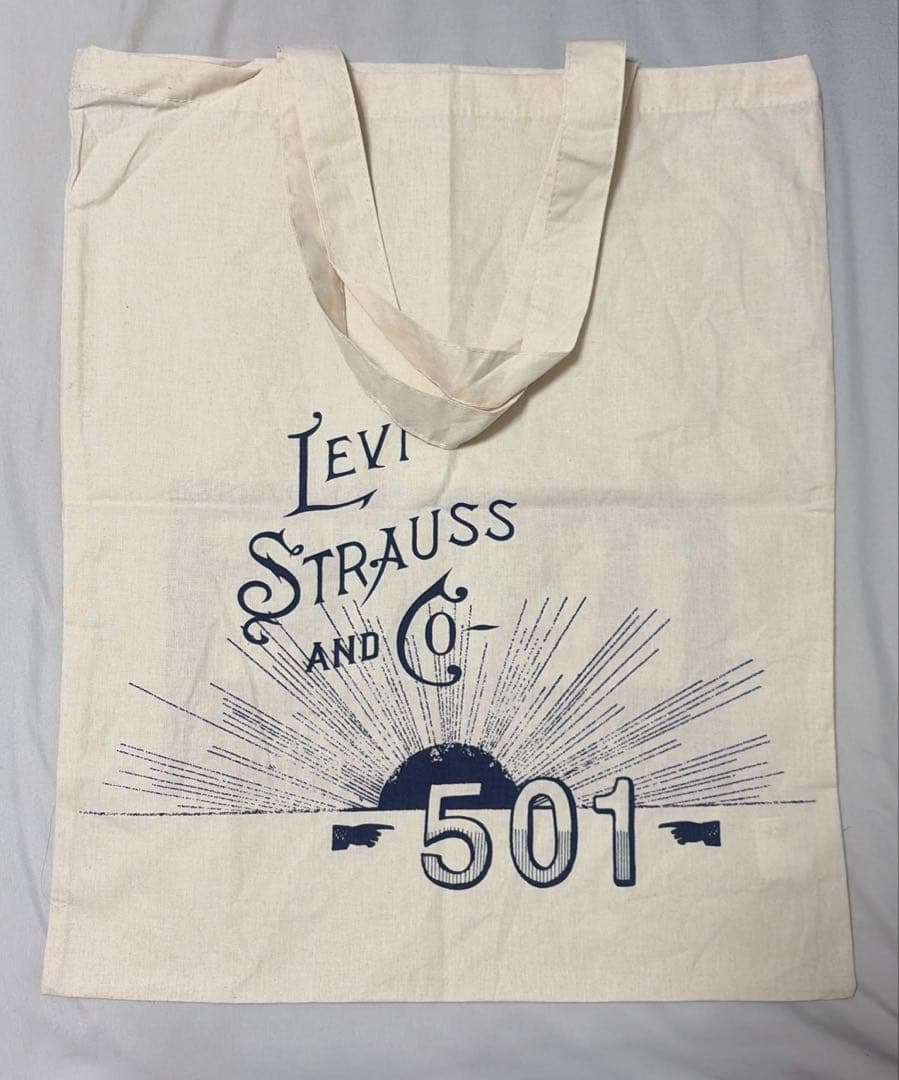 LEVI
STRAUSS
AND CO-
501